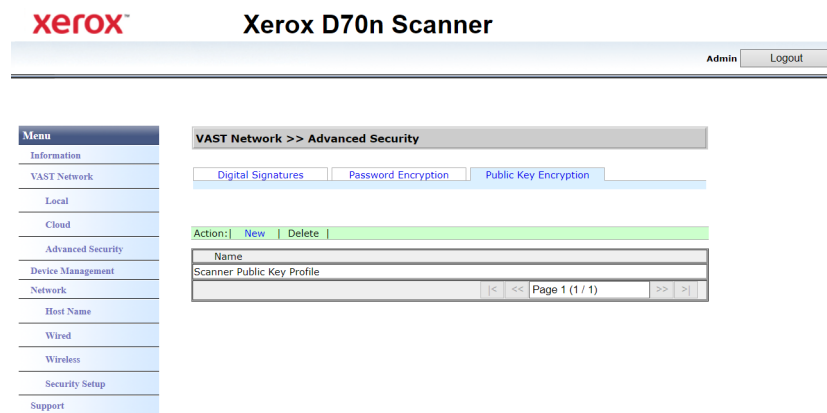 xerox™ Xerox D70n Scanner
Admin Logout
Menu
Information
VAST Network
Local
Cloud
Advanced Security
Device Management
Network
Host Name
Wired
Wireless
Security Setup
Support
VAST Network >> Advanced Security
Digital Signatures Password Encryption Public Key Encryption
Action:| New | Delete |
Name
Scanner Public Key Profile
|< << Page 1 (1 / 1) >> >|